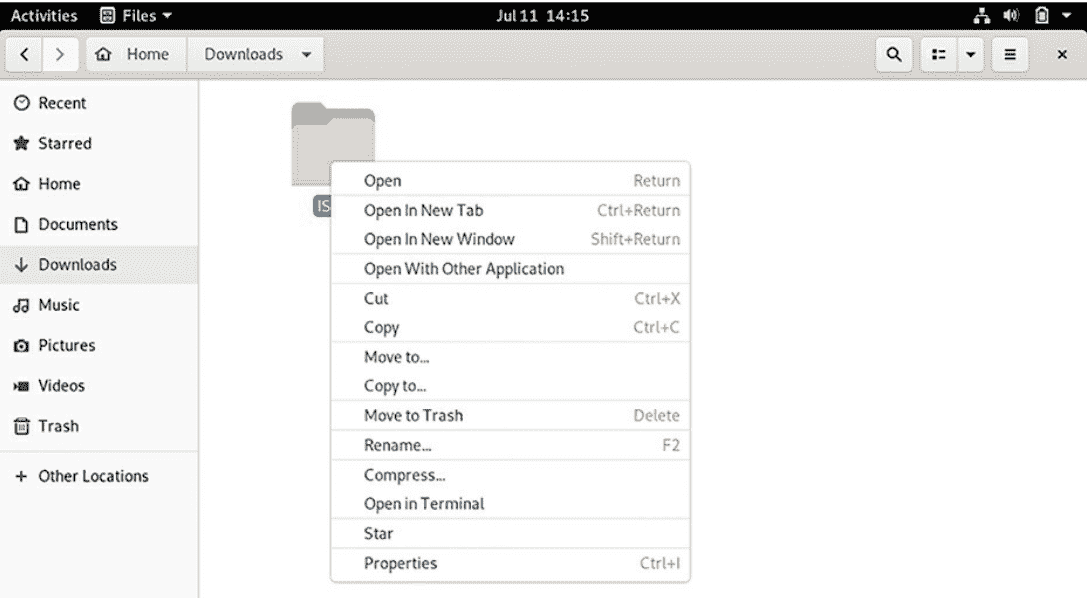 Activities Files Jul 11 14:15
Home Downloads
Recent
Starred
Home
Documents
Downloads
Music
Pictures
Videos
Trash
Other Locations
IS
Open Return
Open In New Tab Ctrl+Return
Open In New Window Shift+Return
Open With Other Application
Cut Ctrl+X
Copy Ctrl+C
Move to...
Copy to...
Move to Trash Delete
Rename... F2
Compress...
Open in Terminal
Star
Properties Ctrl+I